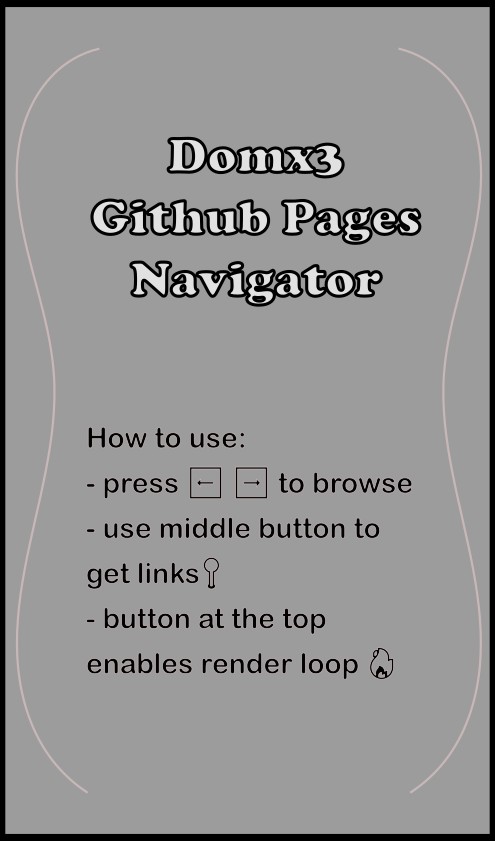 Domx3
Github Pages
Navigator
How to use:
- press ← → to browse
- use middle button to
get links
- button at the top
enables render loop